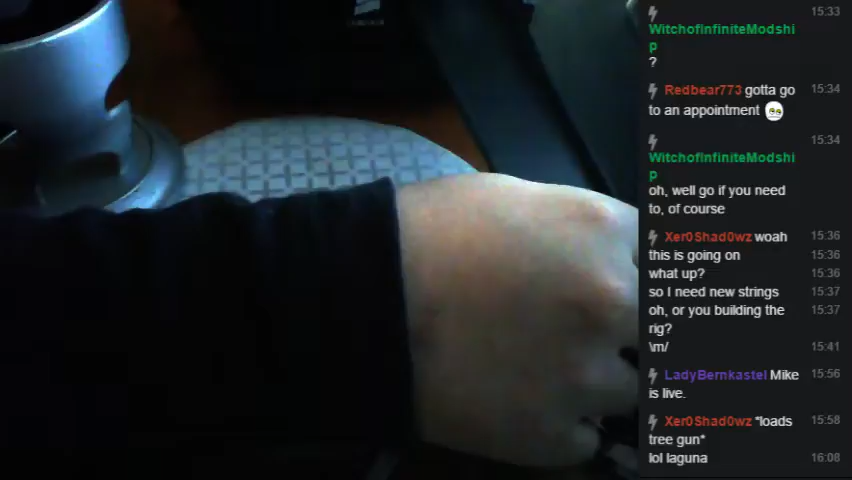 15:33
WitchofInfiniteModshi
p
?
Redbear773 gotta go 15:34
to an appointment
15:34
WitchofInfiniteModshi
p
oh, well go if you need
to, of course
Xer0Shad0wz woah 15:36
this is going on 15:36
what up? 15:36
so I need new strings 15:37
oh, or you building the 15:37
rig?
\m/ 15:41
LadyBernkastel Mike 15:56
is live.
Xer0Shad0wz *loads 15:58
tree gun*
lol laguna 16:08